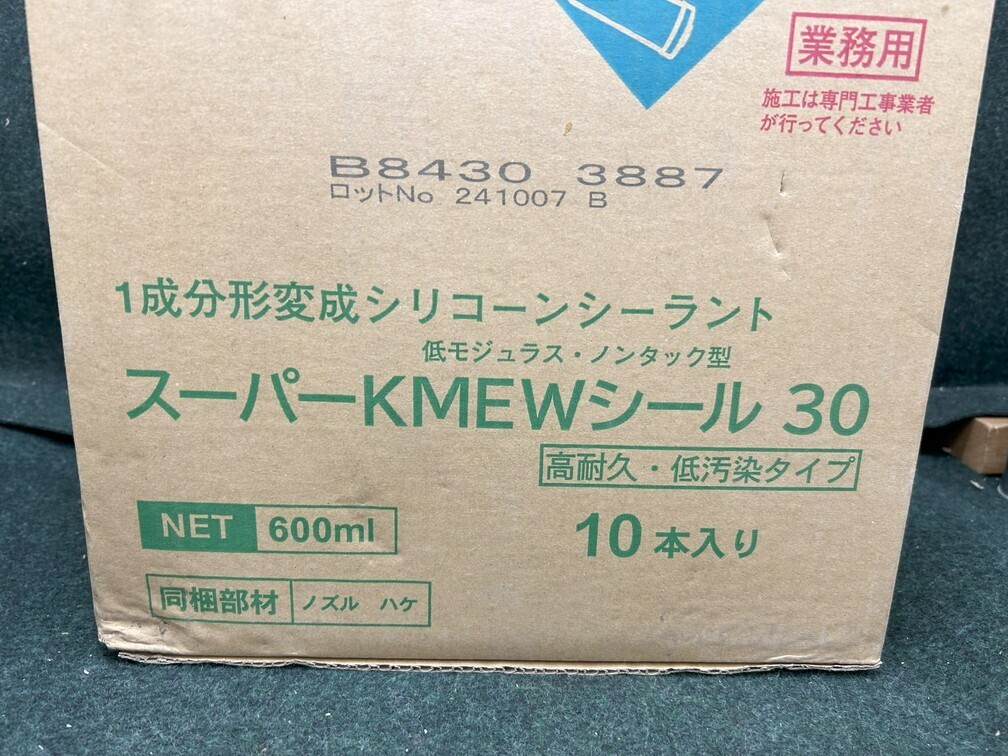 業務用
施工は専門工事業者
が行ってください
B8430 3887
ロットNo 241007 B
1成分形変成シリコーンシーラント
低モジュラス・ノンタック型
スーパーKMEWシール 30
高耐久・低汚染タイプ
NET 600ml
10本入り
同梱部材 ノズル ハケ